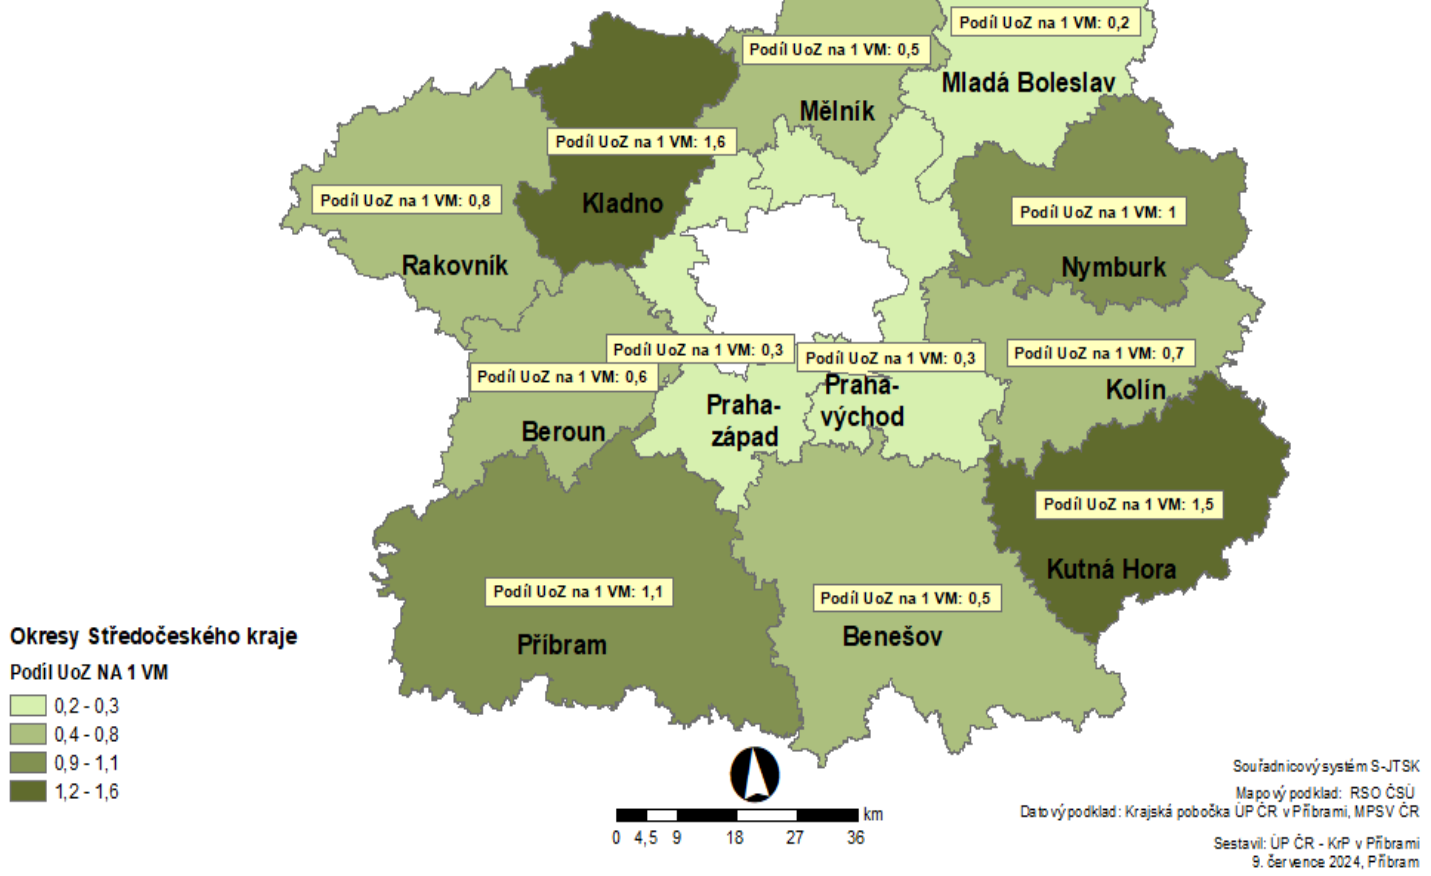 Podíl UoZ na 1 VM: 0,2
Podíl UoZ na 1 VM: 0,5
Mladá Boleslav
Mělník
Podíl UoZ na 1 VM: 1,6
Podíl UoZ na 1 VM: 0,8
Kladno
Podíl UoZ na 1 VM: 1
Rakovník
Nymburk
Podíl UoZ na 1 VM: 0,3
Podíl UoZ na 1 VM: 0,3
Podíl UoZ na 1 VM: 0,7
Podíl UoZ na 1 VM: 0,6
Praha-
východ
Kolín
Praha-
západ
Beroun
Podíl UoZ na 1 VM: 1,5
Kutná Hora
Podíl UoZ na 1 VM: 1,1
Podíl UoZ na 1 VM: 0,5
Příbram
Benešov
Okresy Středočeského kraje
Podíl UoZ NA 1 VM
0,2 - 0,3
0,4 - 0,8
0,9 - 1,1
1,2 - 1,6
km
0 4,5 9 18 27 36
Souřadnicový systém S-JTSK
Mapový podklad: RSO ČSÚ
Datový podklad: Krajská pobočka ÚP ČR v Příbrami, MPSV ČR
Sestavil: ÚP ČR - KrP v Příbrami
9. července 2024, Příbram